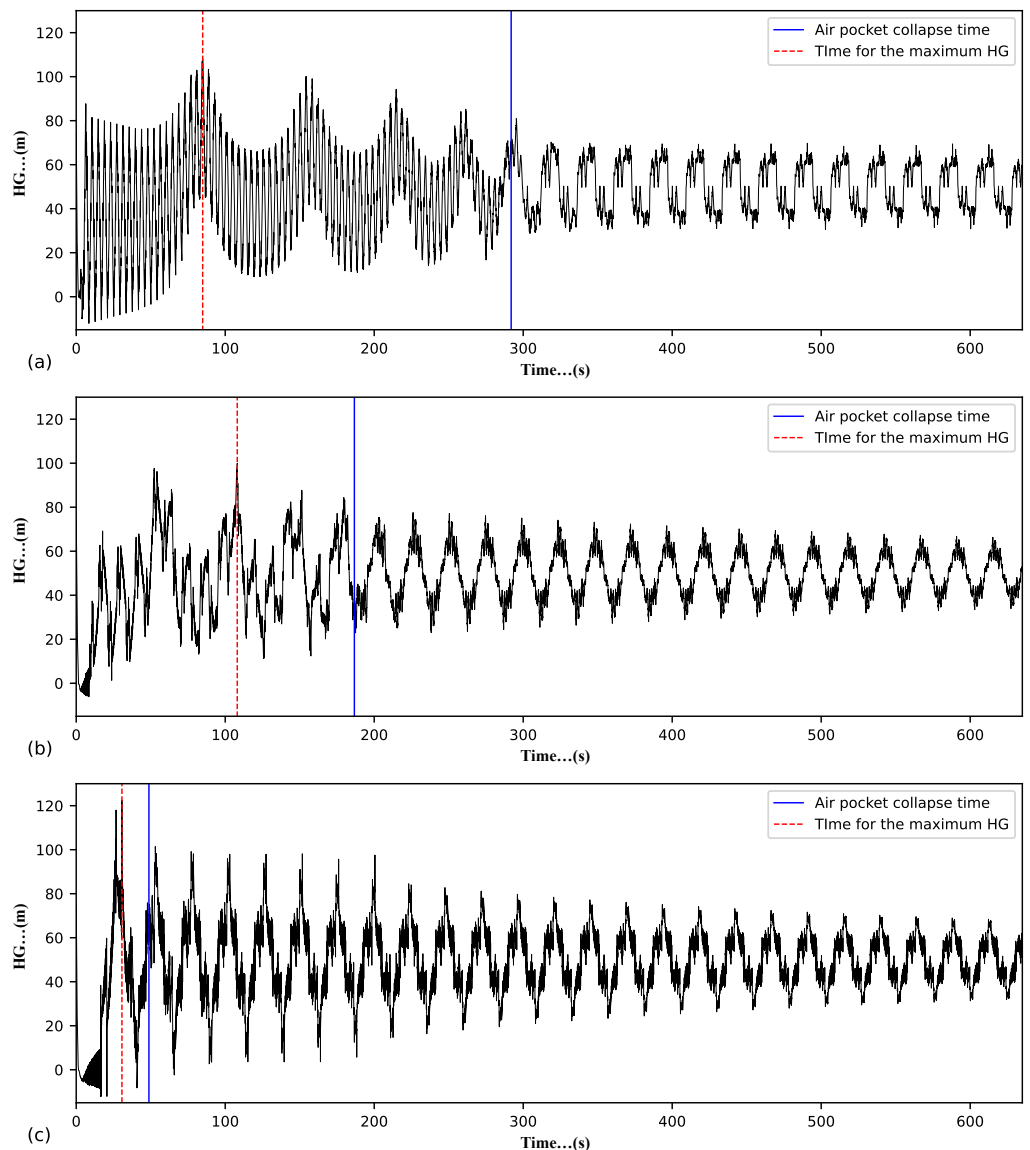 120
100
80
60
40
20
0
HG...(m)
Air pocket collapse time
TIme for the maximum HG
0 100 200 300 400 500 600
(a)
Time...(s)
120
100
80
60
40
20
0
HG...(m)
Air pocket collapse time
TIme for the maximum HG
0 100 200 300 400 500 600
(b)
Time...(s)
120
100
80
60
40
20
0
HG...(m)
Air pocket collapse time
TIme for the maximum HG
0 100 200 300 400 500 600
(c)
Time...(s)